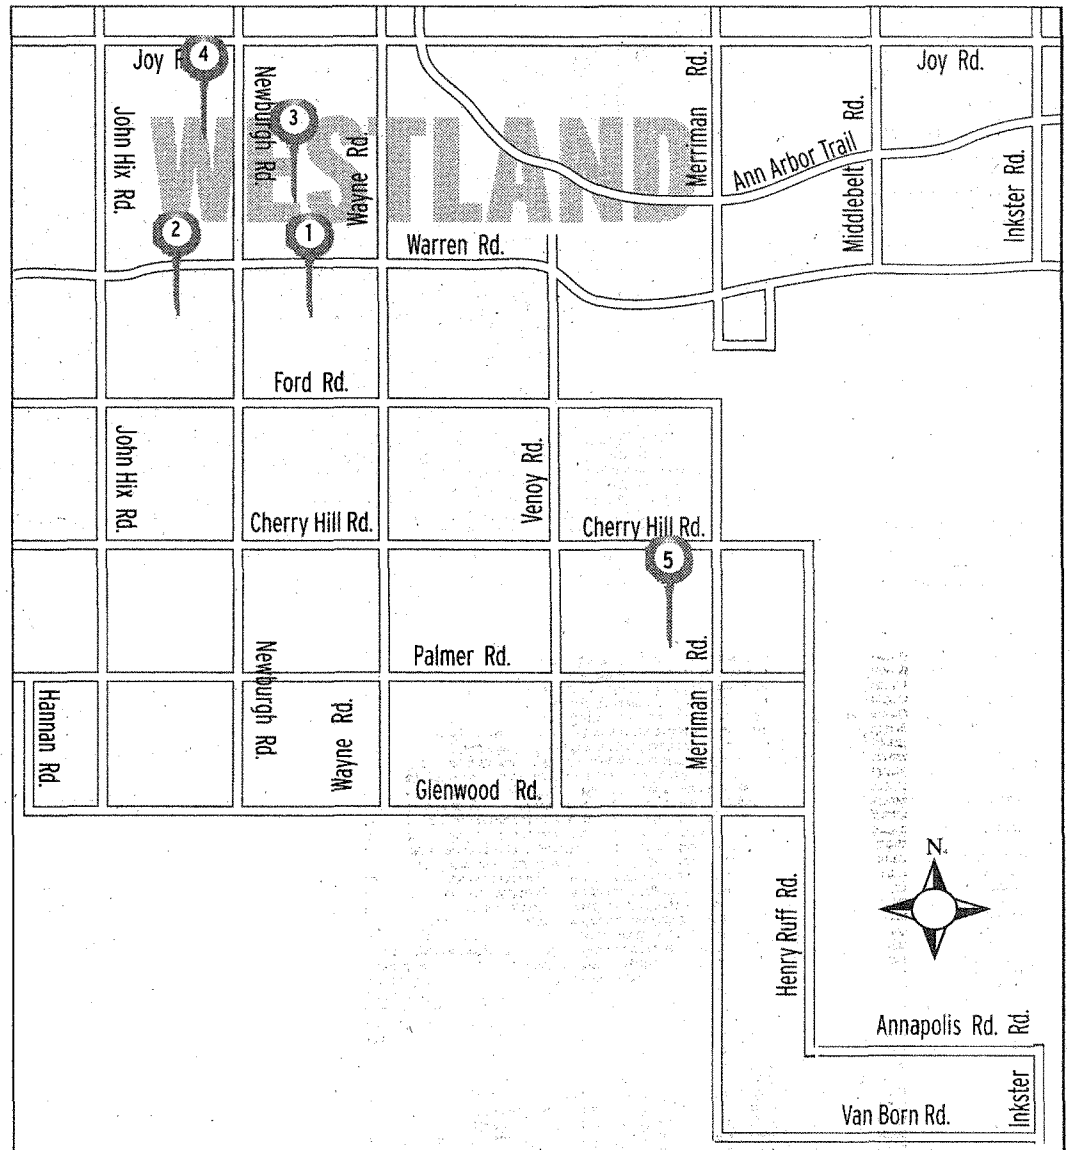 Joy
4
Joy Rd.
Newburgh Rd.
John Hix Rd.
3
WESTLAND
Wayne Rd.
Merriman Rd.
Ann Arbor Trail
Middlebelt Rd.
Inkster Rd.
2
1
Warren Rd.
Ford Rd.
John Hix Rd.
Cherry Hill Rd.
Venoy Rd.
Cherry Hill Rd.
5
Newburgh Rd.
Palmer Rd.
Merriman Rd.
Hannan Rd.
Wayne Rd.
Glenwood Rd.
N.
Henry Ruff Rd.
Annapolis Rd.
Inkster Rd.
Van Born Rd.